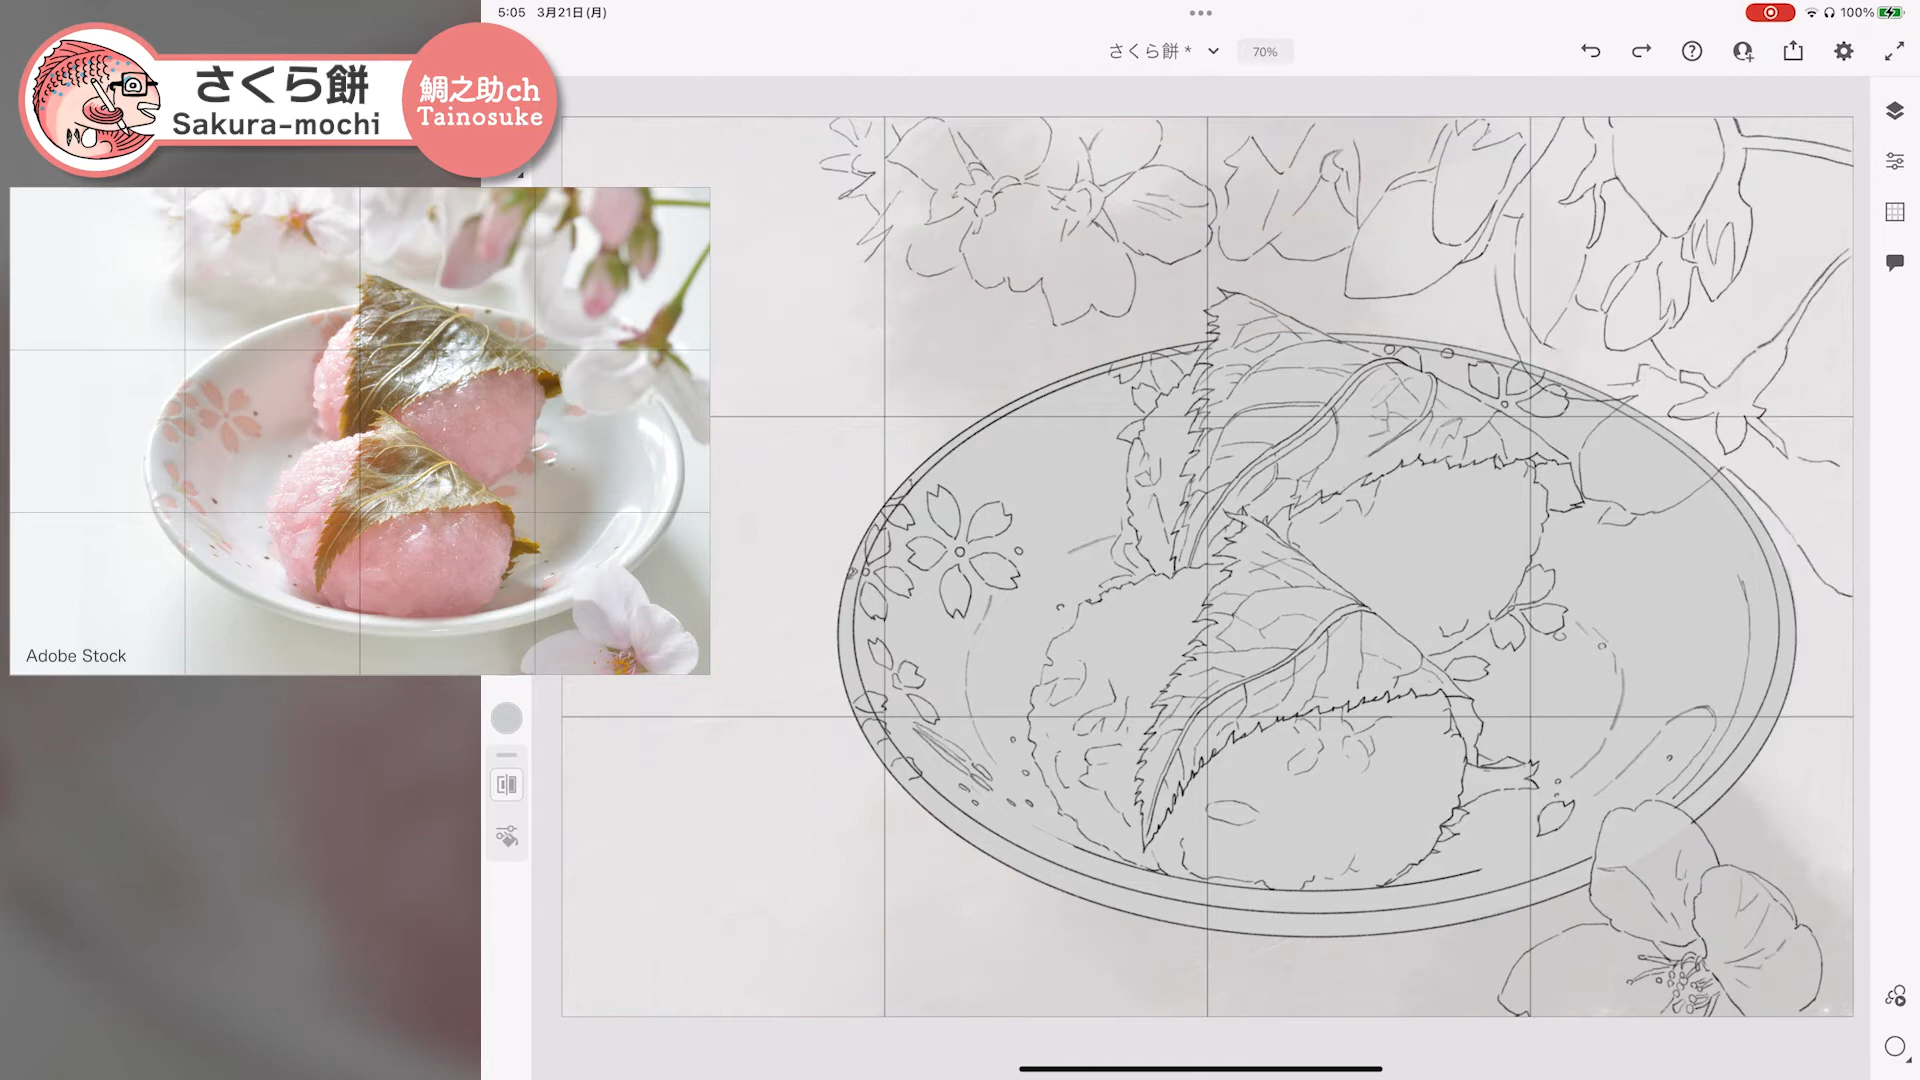 5:05 3月21日(月)
100%
さくら餅 *
70%
さくら餅
Sakura-mochi
鯛之助ch
Tainosuke
Adobe Stock